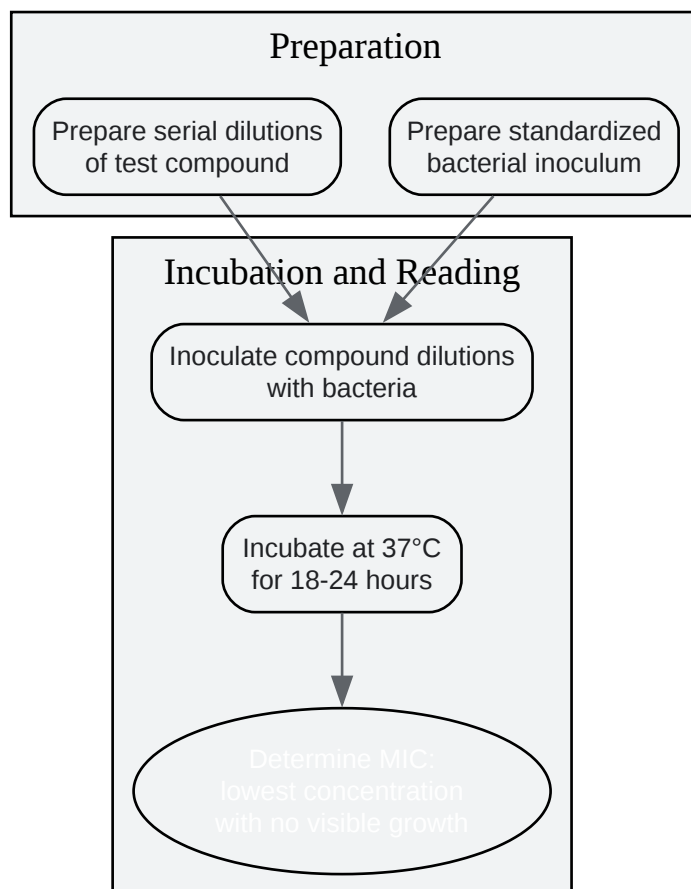 Preparation
Prepare serial dilutions
of test compound
Prepare standardized
bacterial inoculum
Incubation and Reading
Inoculate compound dilutions
with bacteria
Incubate at 37°C
for 18-24 hours
Determine MIC:
lowest concentration
with no visible growth